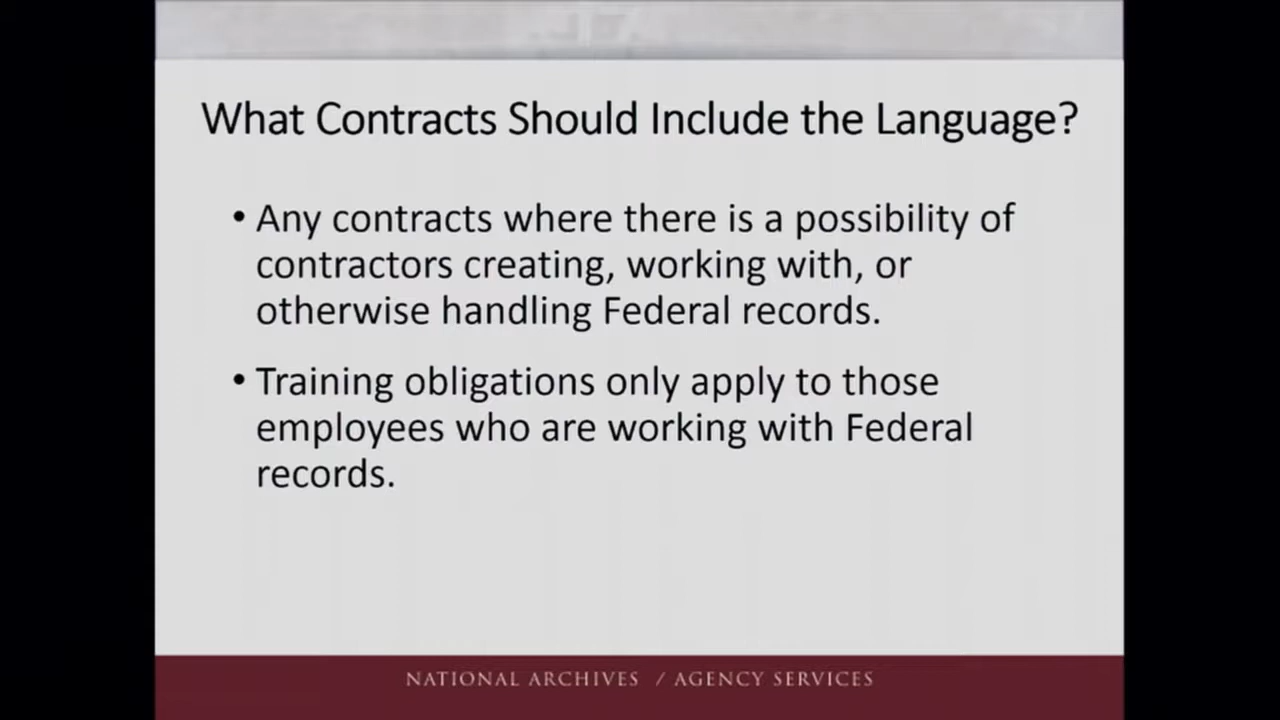 What Contracts Should Include the Language?
• Any contracts where there is a possibility of
contractors creating, working with, or
otherwise handling Federal records.
• Training obligations only apply to those
employees who are working with Federal
records.
NATIONAL ARCHIVES / AGENCY SERVICES